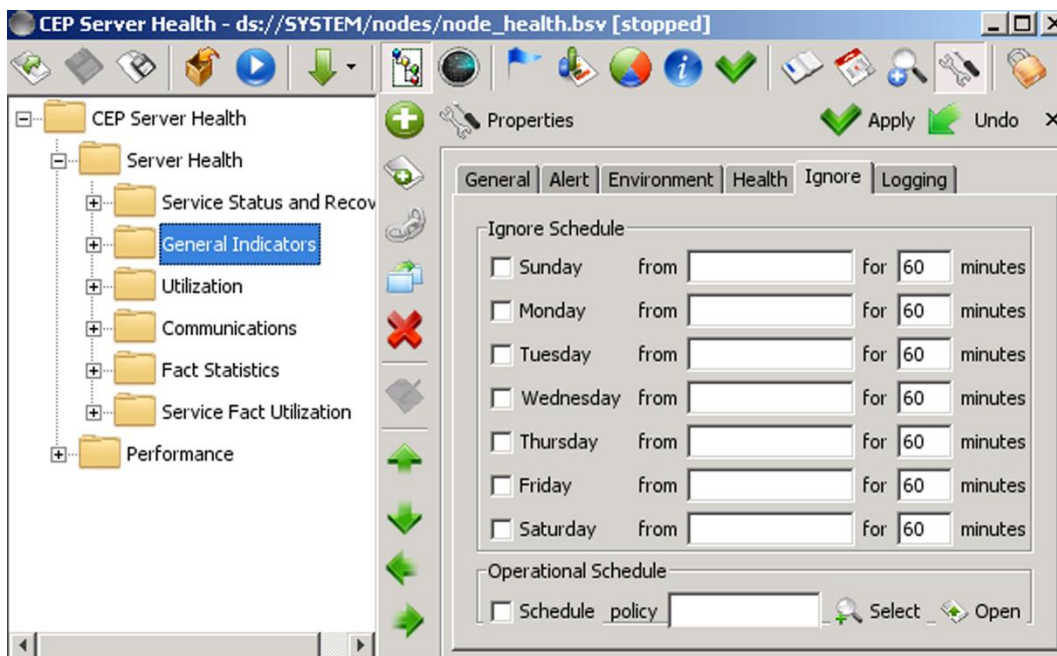 CEP Server Health - ds://SYSTEM/nodes/node_health.bsv [stopped]
CEP Server Health
Server Health
Service Status and Recov
General Indicators
Utilization
Communications
Fact Statistics
Service Fact Utilization
Performance
Properties
Apply
Undo
General
Alert
Environment
Health
Ignore
Logging
Ignore Schedule
Sunday from for 60 minutes
Monday from for 60 minutes
Tuesday from for 60 minutes
Wednesday from for 60 minutes
Thursday from for 60 minutes
Friday from for 60 minutes
Saturday from for 60 minutes
Operational Schedule
Schedule policy Select Open